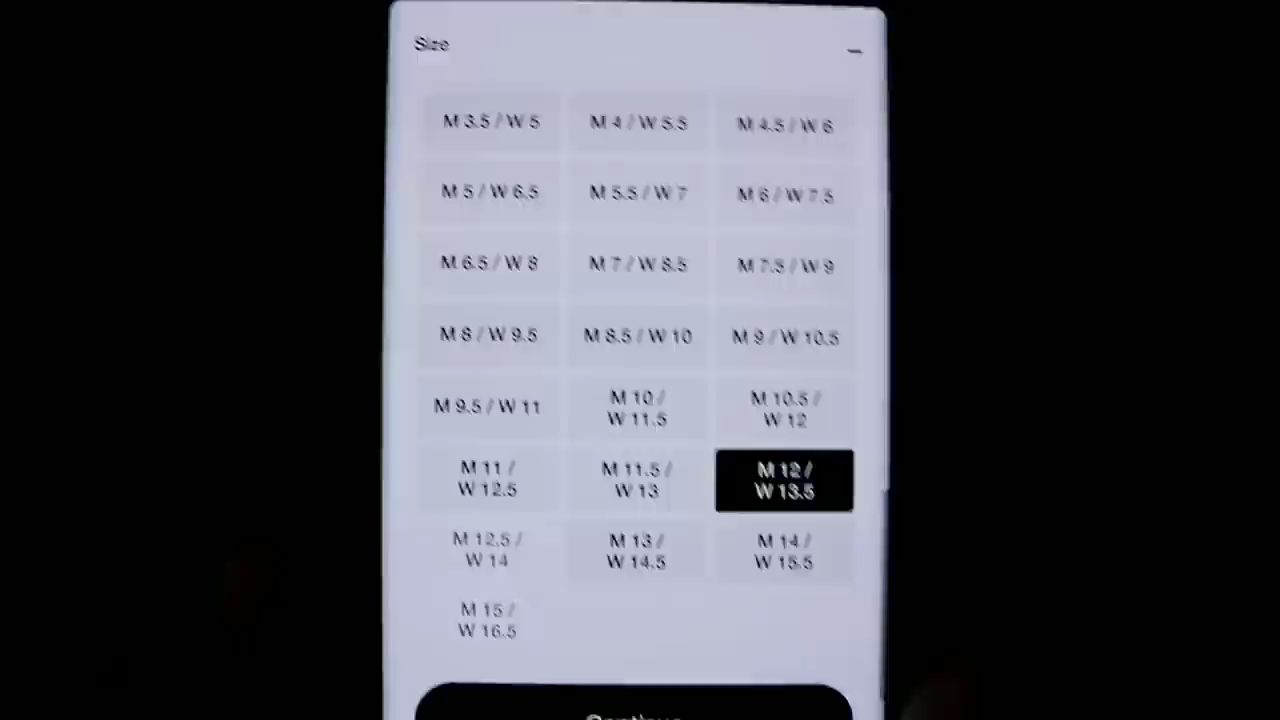 Size
M 3.5 / W 5
M 4 / W 5.5
M 4.5 / W 6
M 5 / W 6.5
M 5.5 / W 7
M 6 / W 7.5
M 6.5 / W 8
M 7 / W 8.5
M 7.5 / W 9
M 8 / W 9.5
M 8.5 / W 10
M 9 / W 10.5
M 9.5 / W 11
M 10 /
W 11.5
M 10.5 /
W 12
M 11 /
W 12.5
M 11.5 /
W 13
M 12 /
W 13.5
M 12.5 /
W 14
M 13 /
W 14.5
M 14 /
W 15.5
M 15 /
W 16.5